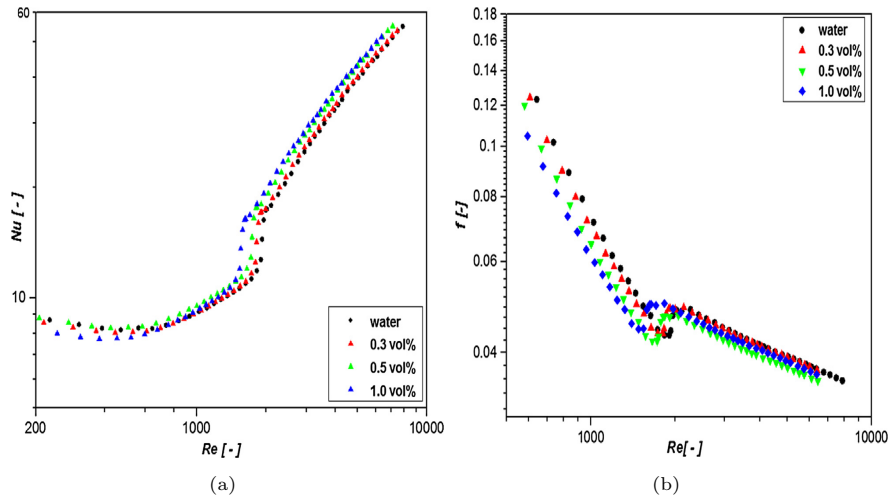 60
10
Nu [ - ]
200
1000
10000
Re [ - ]
water
0.3 vol%
0.5 vol%
1.0 vol%
(a)
0.18
0.16
0.14
0.12
0.1
0.08
0.06
0.04
f [-]
1000
10000
Re[ - ]
water
0.3 vol%
0.5 vol%
1.0 vol%
(b)